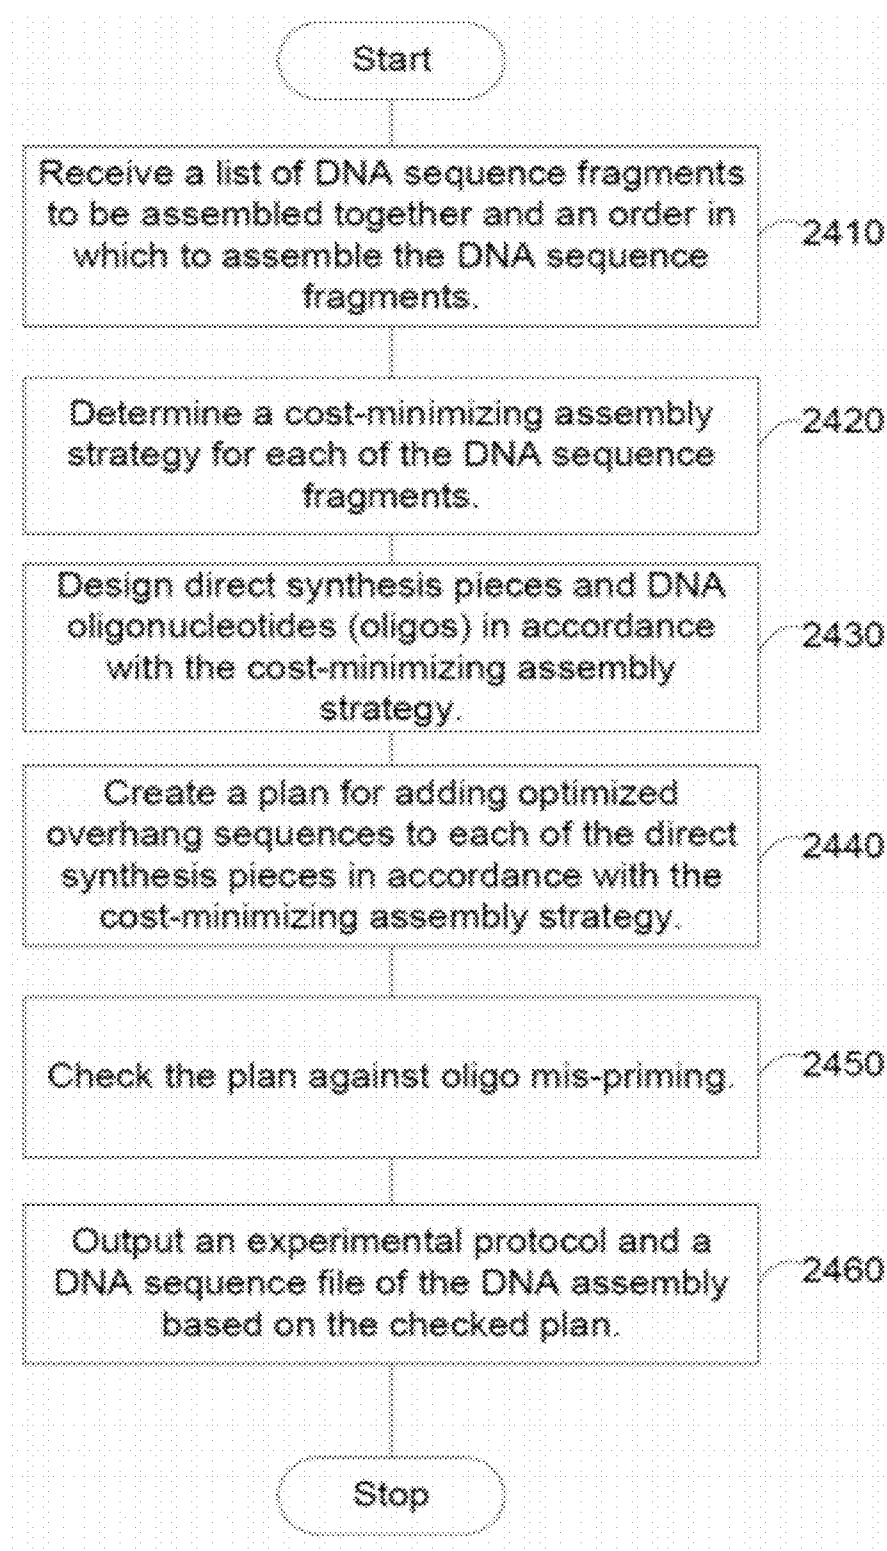 Start
Receive a list of DNA sequence fragments
to be assembled together and an order in
which to assemble the DNA sequence
fragments.
2410
Determine a cost-minimizing assembly
strategy for each of the DNA sequence
fragments.
2420
Design direct synthesis pieces and DNA
oligonucleotides (oligos) in accordance
with the cost-minimizing assembly
strategy.
2430
Create a plan for adding optimized
overhang sequences to each of the direct
synthesis pieces in accordance with the
cost-minimizing assembly strategy.
2440
Check the plan against oligo mis-priming.
2450
Output an experimental protocol and a
DNA sequence file of the DNA assembly
based on the checked plan.
2460
Stop